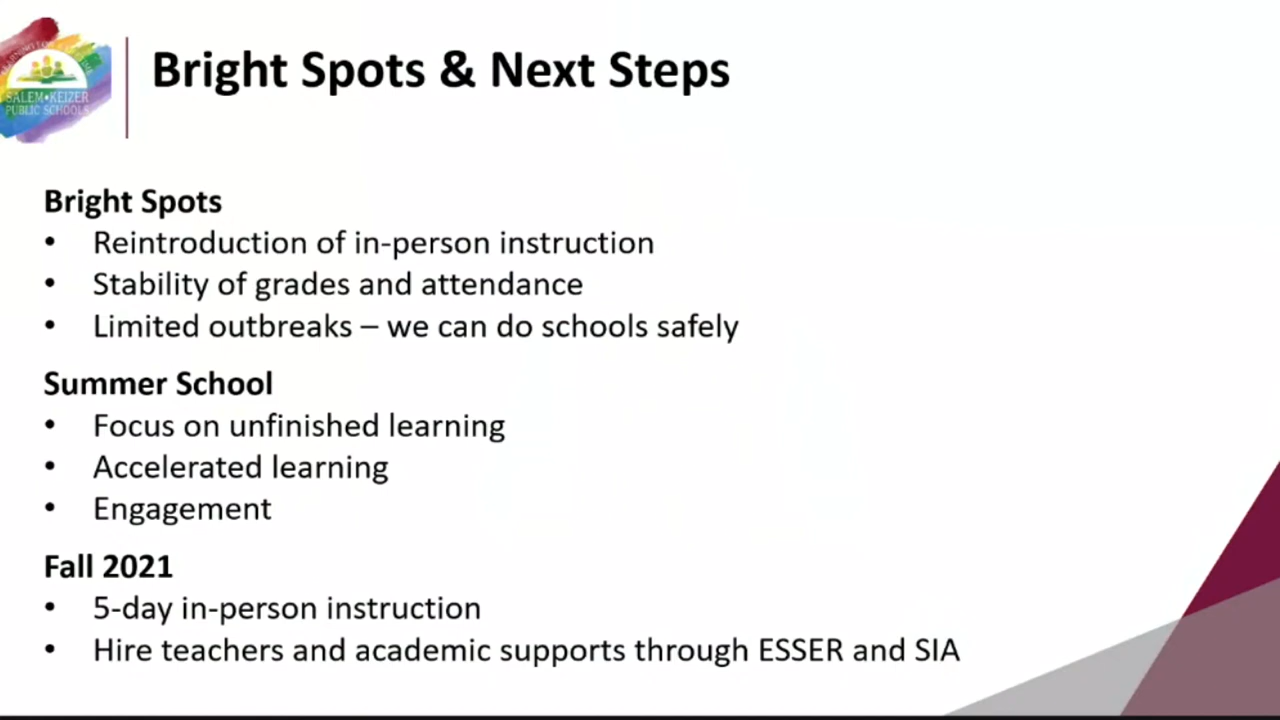 SALEM•KEIZER
PUBLIC SCHOOLS
Bright Spots & Next Steps
Bright Spots
• Reintroduction of in-person instruction
• Stability of grades and attendance
• Limited outbreaks – we can do schools safely
Summer School
• Focus on unfinished learning
• Accelerated learning
• Engagement
Fall 2021
• 5-day in-person instruction
• Hire teachers and academic supports through ESSER and SIA